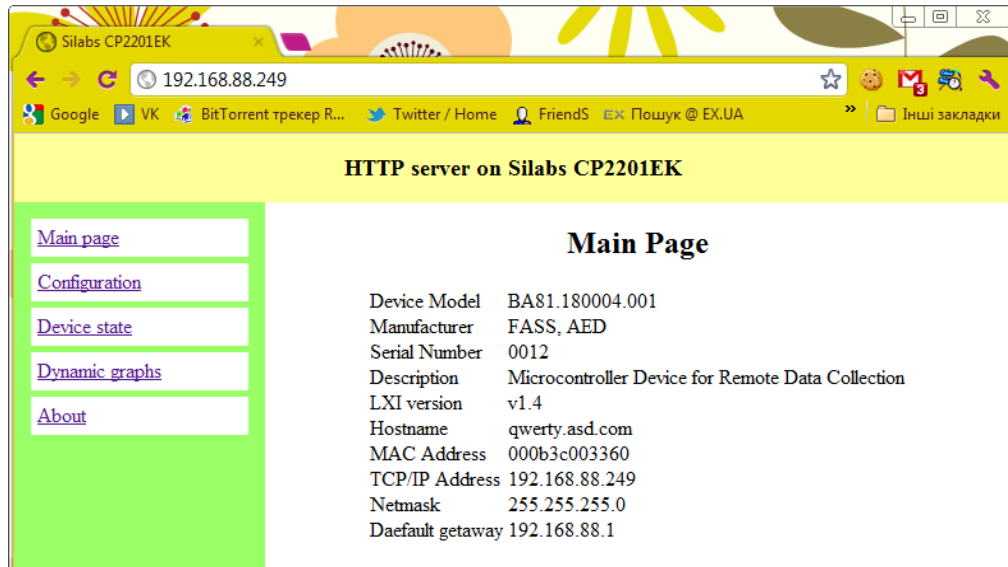 Silabs CP2201EK
192.168.88.249
3
Google VK BitTorrent трекер R... Twitter / Home FriendS EX Пошук @ EX.UA » Інші закладки
HTTP server on Silabs CP2201EK
Main page
Configuration
Device state
Dynamic graphs
About
Main Page
Device Model BA81.180004.001
Manufacturer FASS, AED
Serial Number 0012
Description Microcontroller Device for Remote Data Collection
LXI version v1.4
Hostname qwerty.asd.com
MAC Address 000b3c003360
TCP/IP Address 192.168.88.249
Netmask 255.255.255.0
Daefault getaway 192.168.88.1